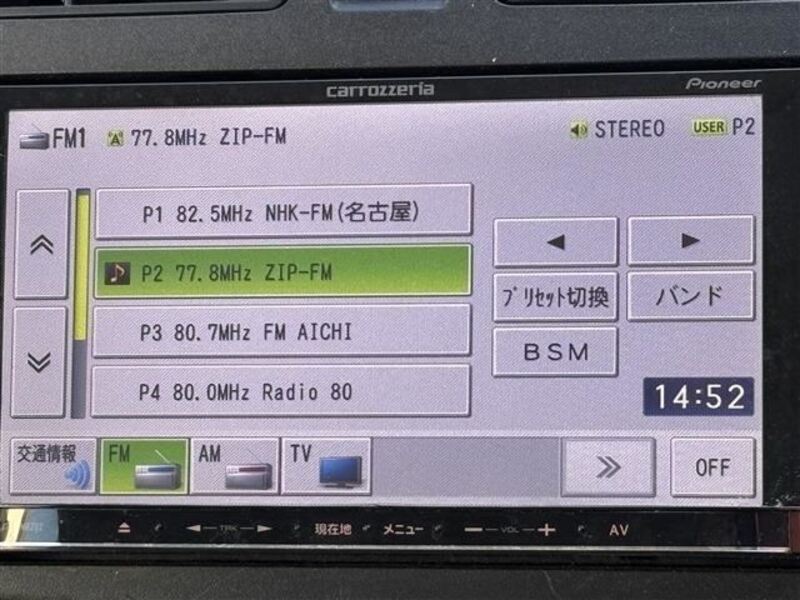 carrozzeria
Pioneer
FM1 77.8MHz ZIP-FM
STEREO USER P2
P1 82.5MHz NHK-FM(名古屋)
P2 77.8MHz ZIP-FM
P3 80.7MHz FM AICHI
P4 80.0MHz Radio 80
プリセット切換 バンド
BSM
14:52
交通情報 FM AM TV
OFF
TRK 現在地 メニュー VOL AV